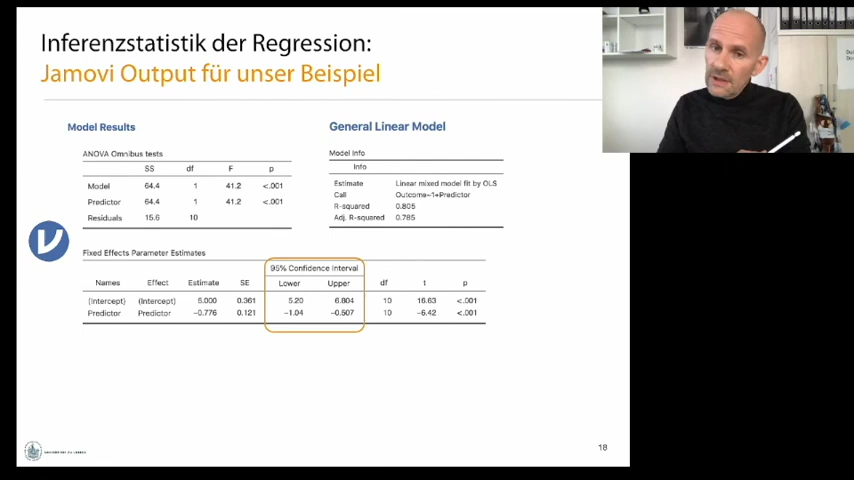 Inferenzstatistik der Regression:
Jamovi Output für unser Beispiel
Model Results
ANOVA Omnibus tests
SS df F p
Model 64.4 1 41.2 <.001
Predictor 64.4 1 41.2 <.001
Residuals 15.6 10
General Linear Model
Model Info
Info
Estimate Linear mixed model fit by OLS
Call Outcome~1+Predictor
R-squared 0.805
Adj. R-squared 0.785
Fixed Effects Parameter Estimates
95% Confidence Interval
Names Effect Estimate SE Lower Upper df t p
(Intercept) (Intercept) 6.000 0.361 5.20 6.804 10 16.63 <.001
Predictor Predictor −0.776 0.121 −1.04 −0.507 10 −6.42 <.001
18